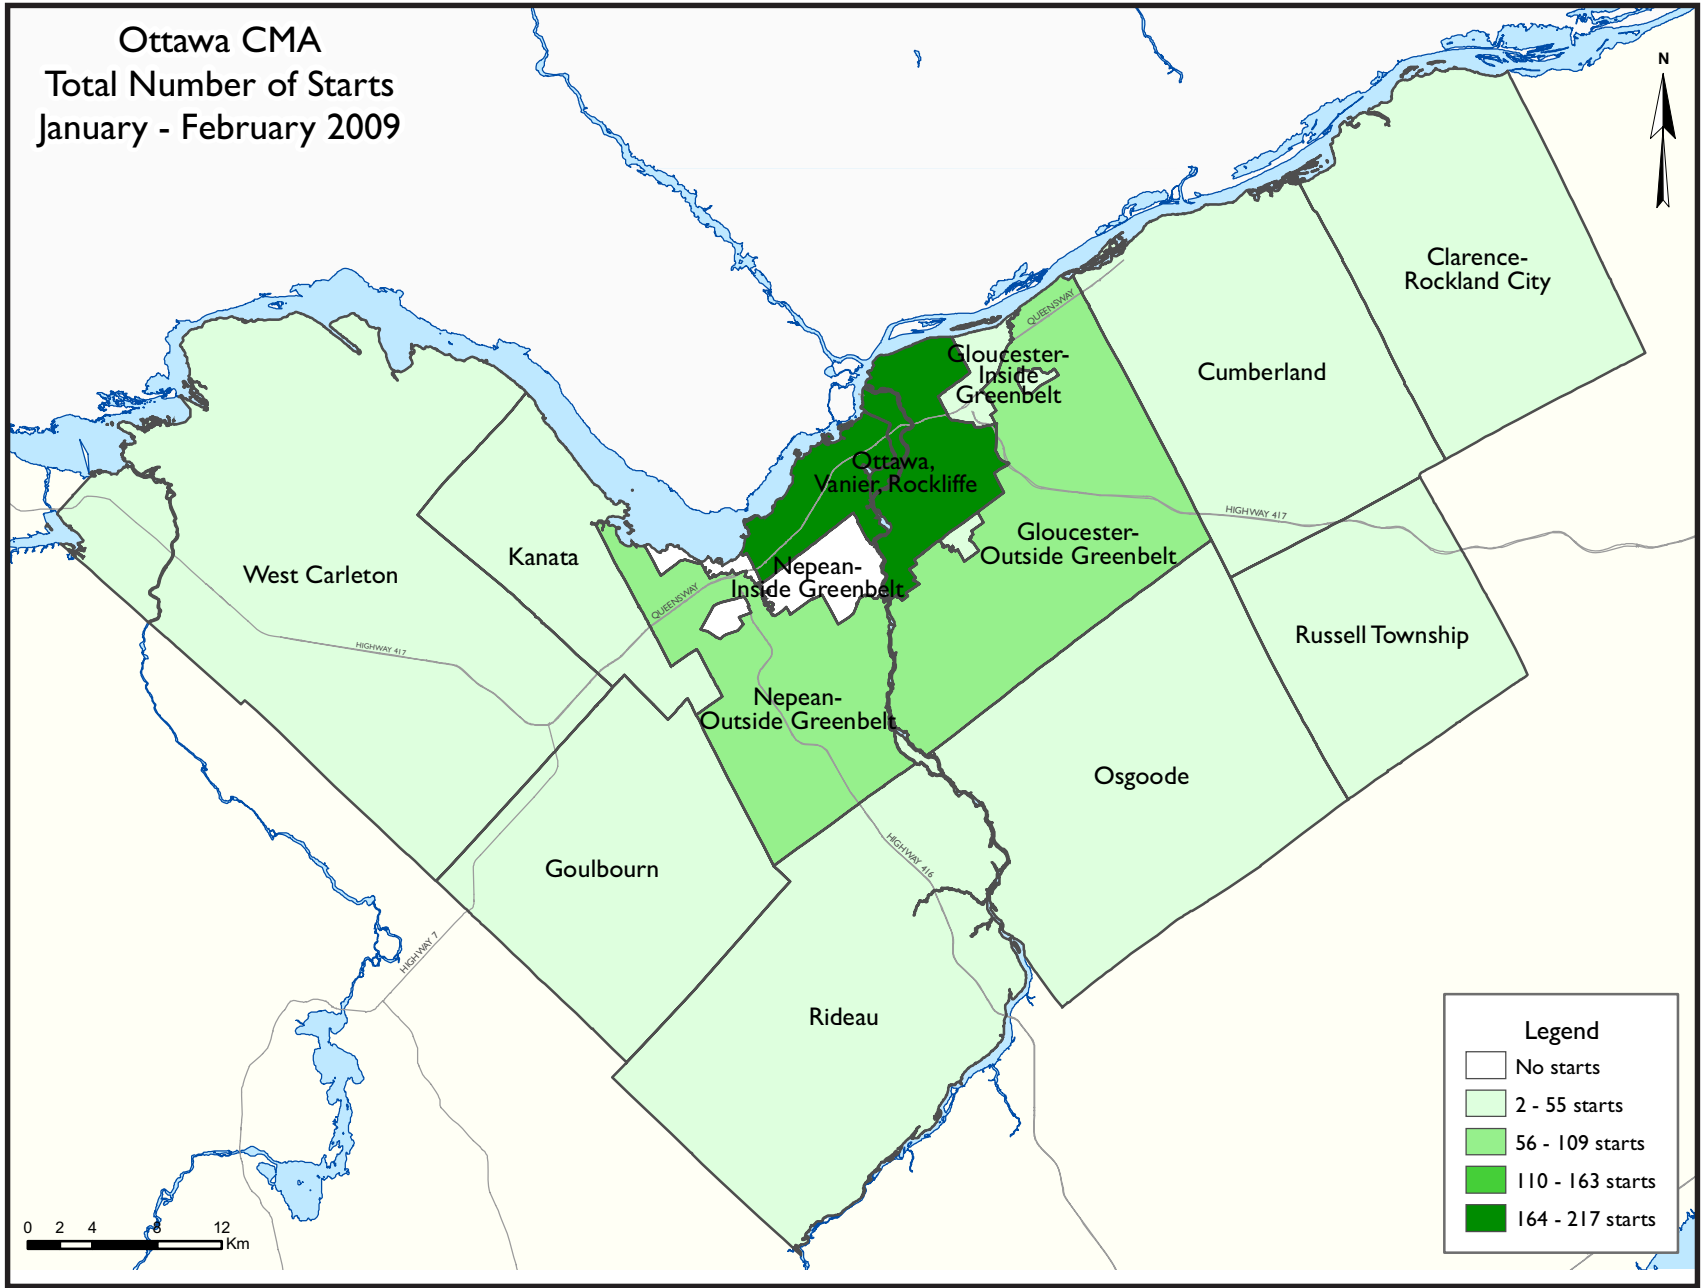 Ottawa CMA
Total Number of Starts
January - February 2009
N
Clarence-
Rockland City
QUEENSWAY
Gloucester-
Inside
Greenbelt
Cumberland
Ottawa,
Vanier, Rockliffe
HIGHWAY 417
Gloucester-
Outside Greenbelt
Kanata
West Carleton
Nepean-
Inside Greenbelt
QUEENSWAY
Russell Township
HIGHWAY 417
Nepean-
Outside Greenbelt
Osgoode
Goulbourn
HIGHWAY 416
HIGHWAY 7
Rideau
Legend
No starts
2 - 55 starts
56 - 109 starts
110 - 163 starts
164 - 217 starts
0 2 4 8 12
Km